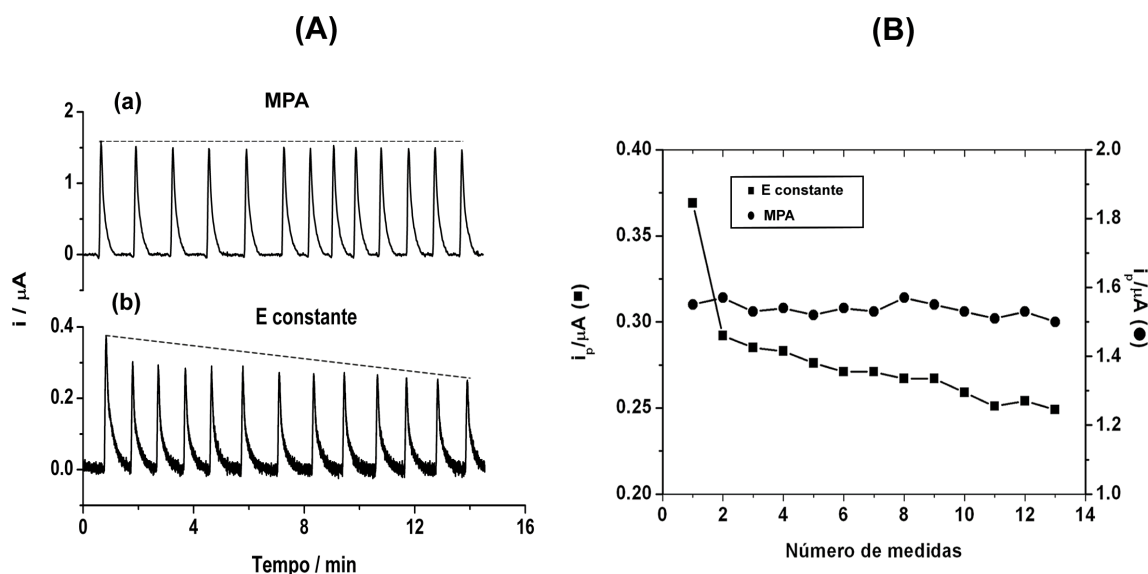 (A)
(a)
MPA
2
1
0
i / µA
(b)
E constante
0.4
0.2
0.0
0 4 8 12 16
Tempo / min
(B)
0.40
0.35
0.30
0.25
0.20
i p/µA (■)
E constante
MPA
2.0
1.8
1.6
1.4
1.2
1.0
i p/µA (●)
0 2 4 6 8 10 12 14
Número de medidas